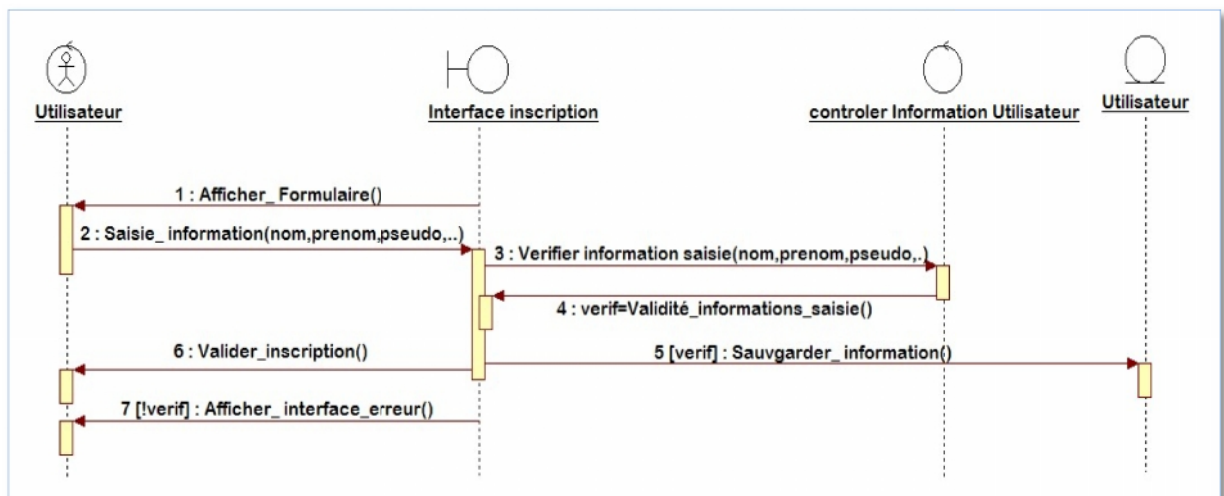 Utilisateur
Interface inscription
controler Information Utilisateur
Utilisateur
1 : Afficher_ Formulaire()
2 : Saisie_ information(nom,prenom,pseudo,..)
3 : Verifier information saisie(nom,prenom,pseudo,.)
4 : verif=Validité_informations_saisie()
6 : Valider_inscription()
5 [verif] : Sauvgarder_ information()
7 [!verif] : Afficher_ interface_erreur()